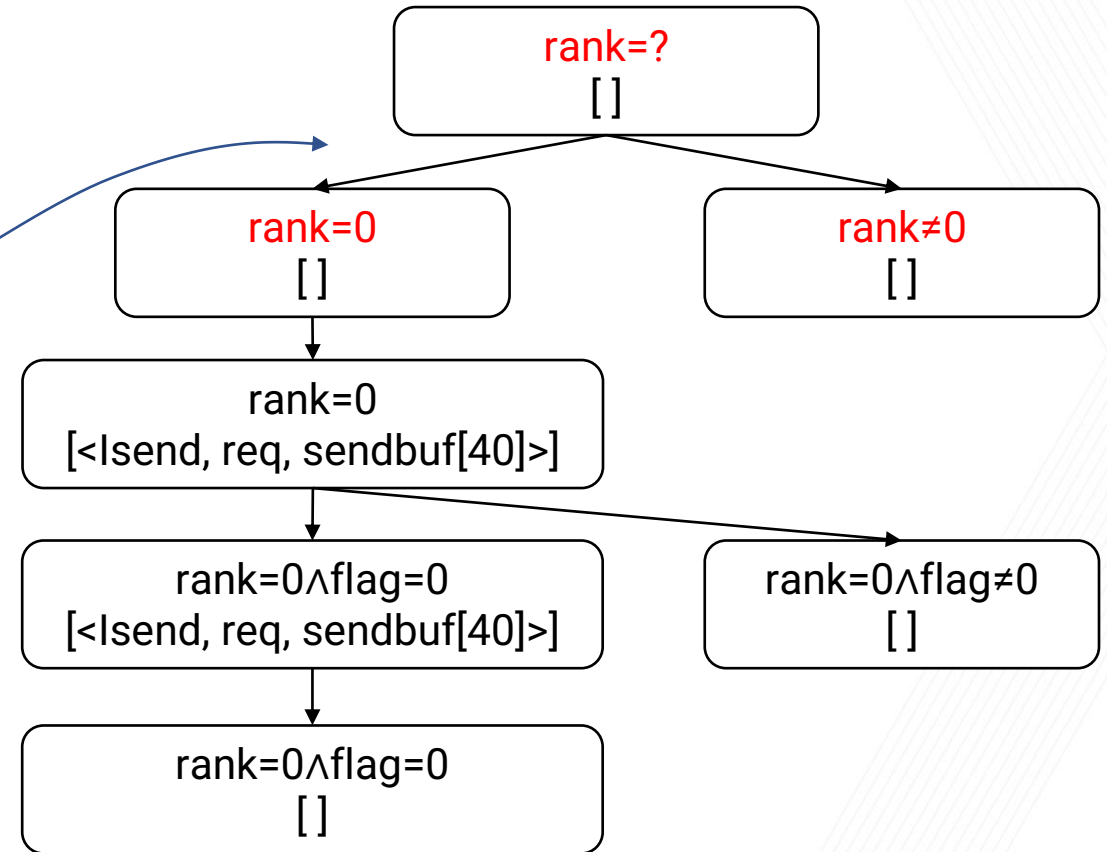 rank=?
[ ]
rank=0
[ ]
rank≠0
[ ]
rank=0
[<Isend, req, sendbuf[40]>]
rank=0∧flag=0
[<Isend, req, sendbuf[40]>]
rank=0∧flag≠0
[ ]
rank=0∧flag=0
[ ]